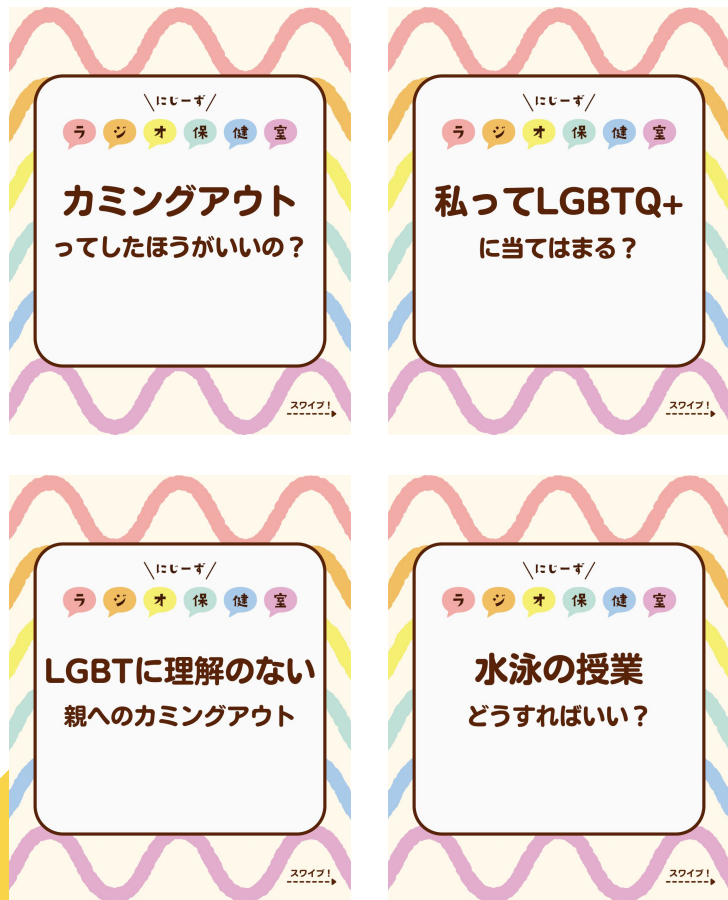 にじーず
ラジオ保健室
カミングアウト
ってしたほうがいいの？
スワイプ！
にじーず
ラジオ保健室
私ってLGBTQ+
に当てはまる？
スワイプ！
にじーず
ラジオ保健室
LGBTに理解のない
親へのカミングアウト
スワイプ！
にじーず
ラジオ保健室
水泳の授業
どうすればいい？
スワイプ！